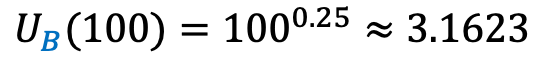 U_B(100) = 100^0.25 ≈ 3.1623